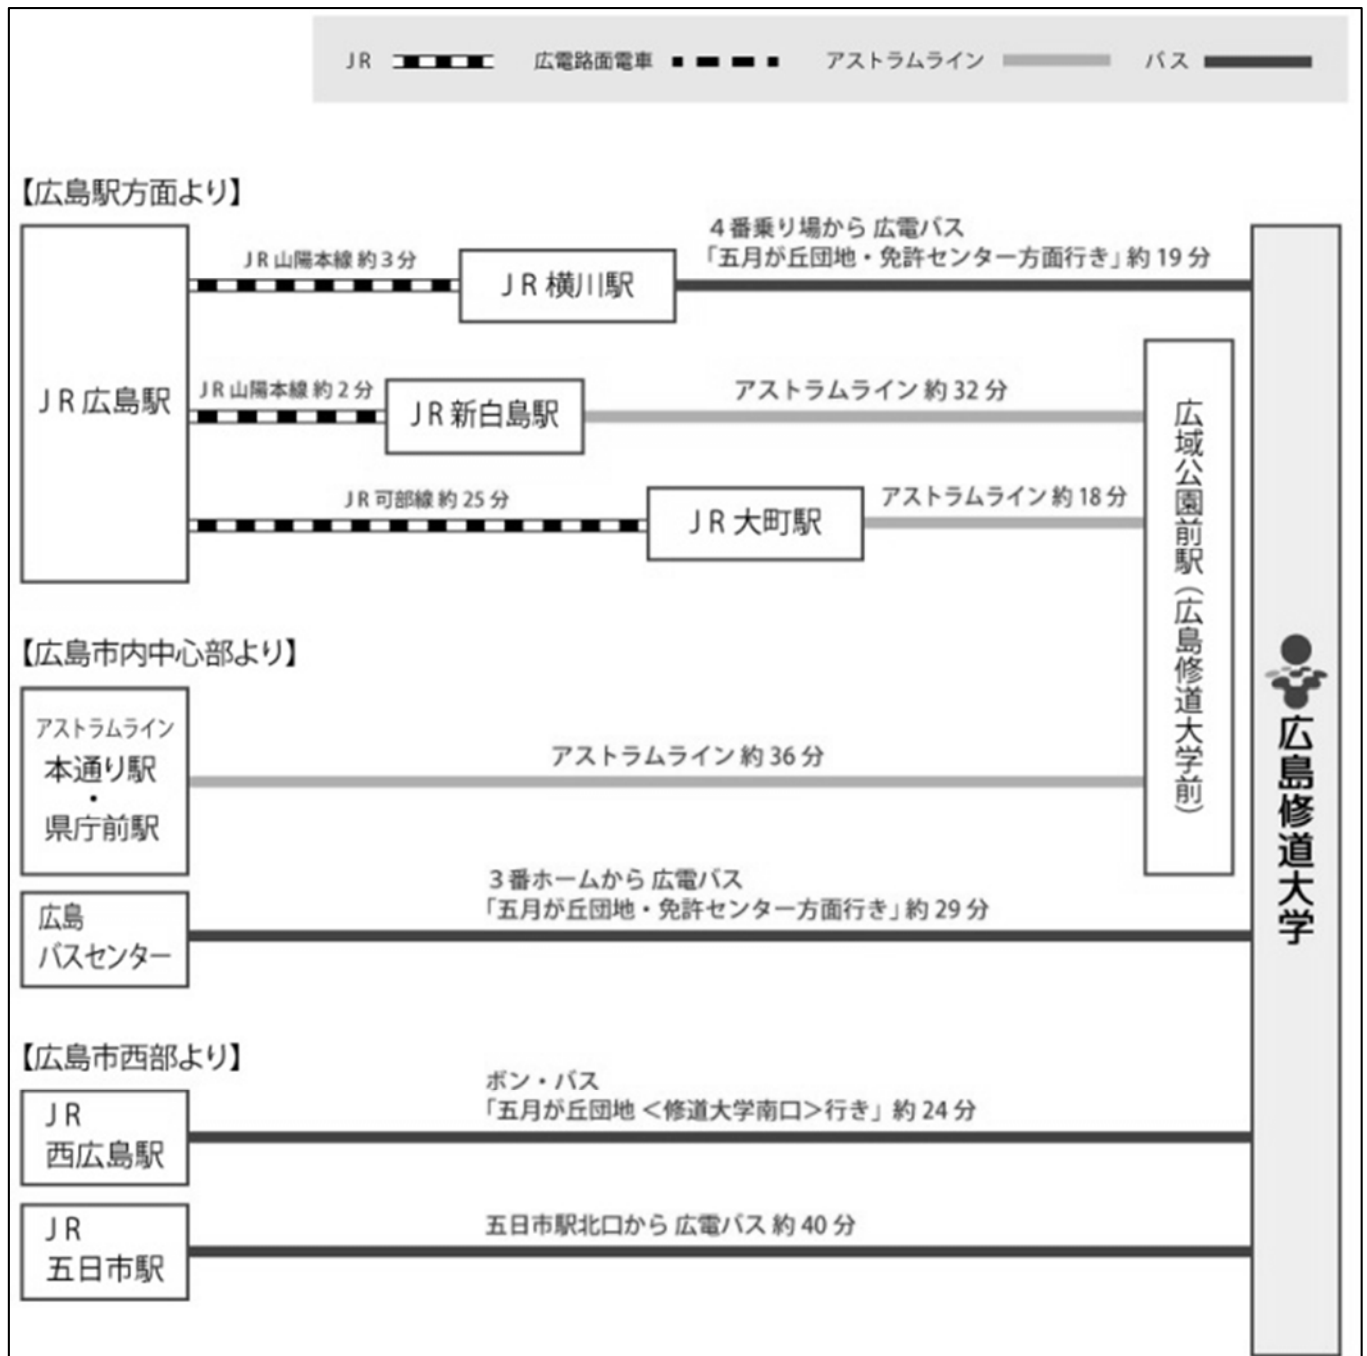 JR
広電路面電車
アストラムライン
バス
【広島駅方面より】
JR広島駅
JR山陽本線 約3分
JR横川駅
4番乗り場から 広電バス
「五月が丘団地・免許センター方面行き」約19分
JR山陽本線 約2分
JR新白島駅
アストラムライン 約32分
JR可部線 約25分
JR大町駅
アストラムライン 約18分
広域公園前駅（広島修道大学前）
広島修道大学
【広島市内中心部より】
アストラムライン
本通り駅
・
県庁前駅
アストラムライン 約36分
広島
バスセンター
3番ホームから 広電バス
「五月が丘団地・免許センター方面行き」約29分
【広島市西部より】
JR
西広島駅
ボン・バス
「五月が丘団地＜修道大学南口＞行き」約24分
JR
五日市駅
五日市駅北口から 広電バス 約40分